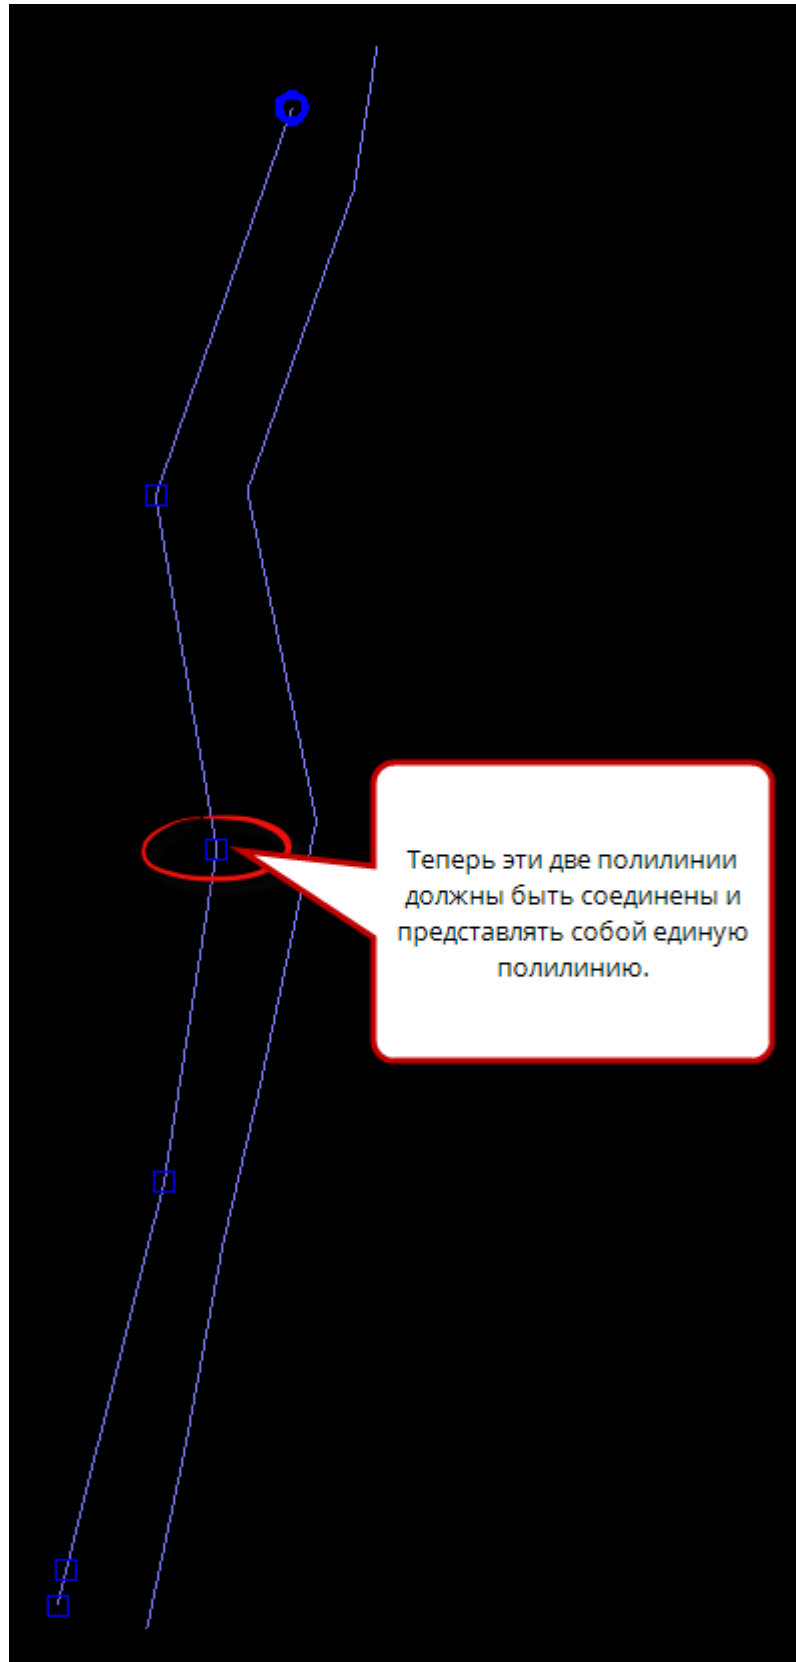 Теперь эти две полилинии
должны быть соединены и
представлять собой единую
полилинию.